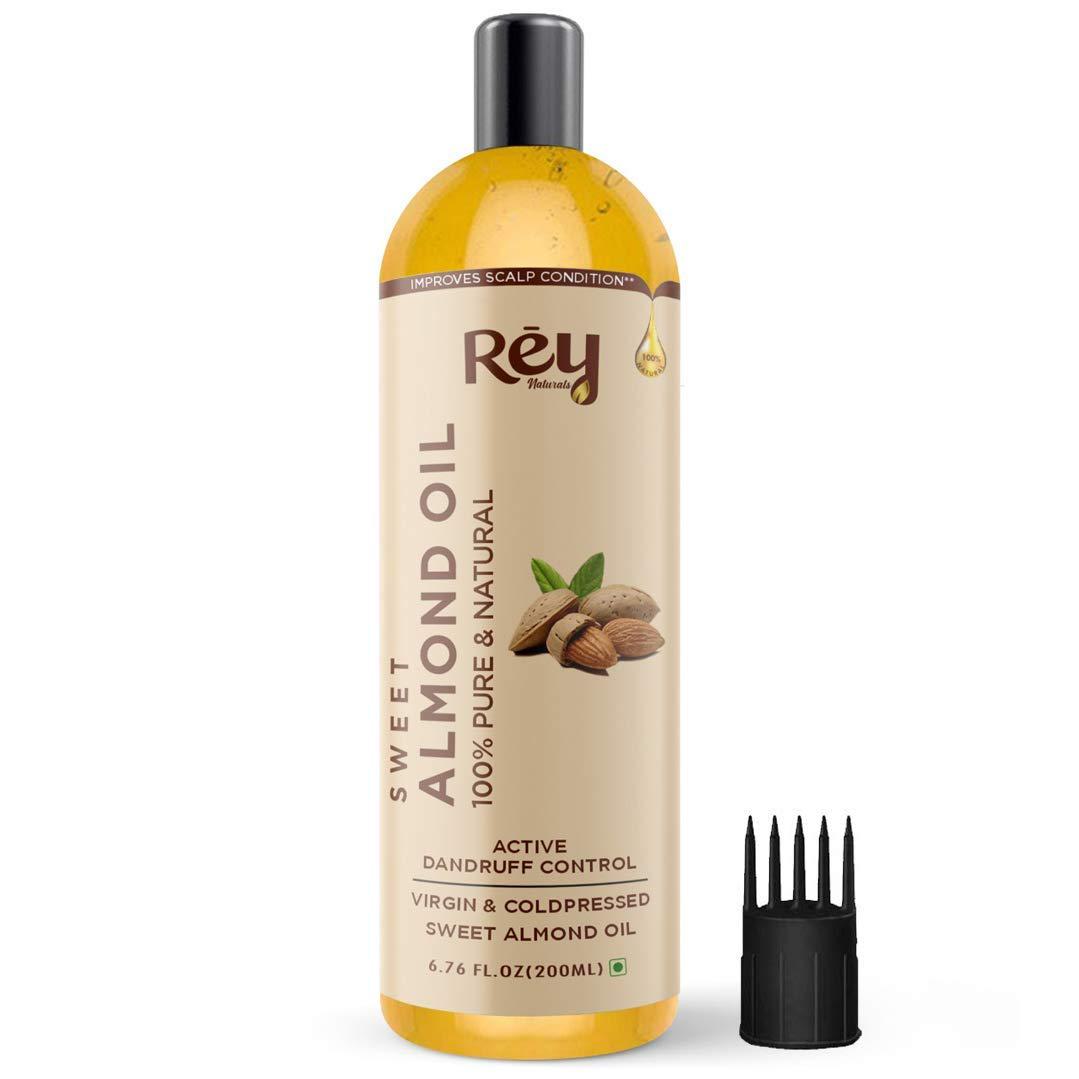 IMPROVES SCALP CONDITION**
Rēy
Naturals
100%
NATURAL
SWEET
ALMOND OIL
100% PURE & NATURAL
ACTIVE
DANDRUFF CONTROL
VIRGIN & COLDPRESSED
SWEET ALMOND OIL
6.76 FL.OZ(200ML)